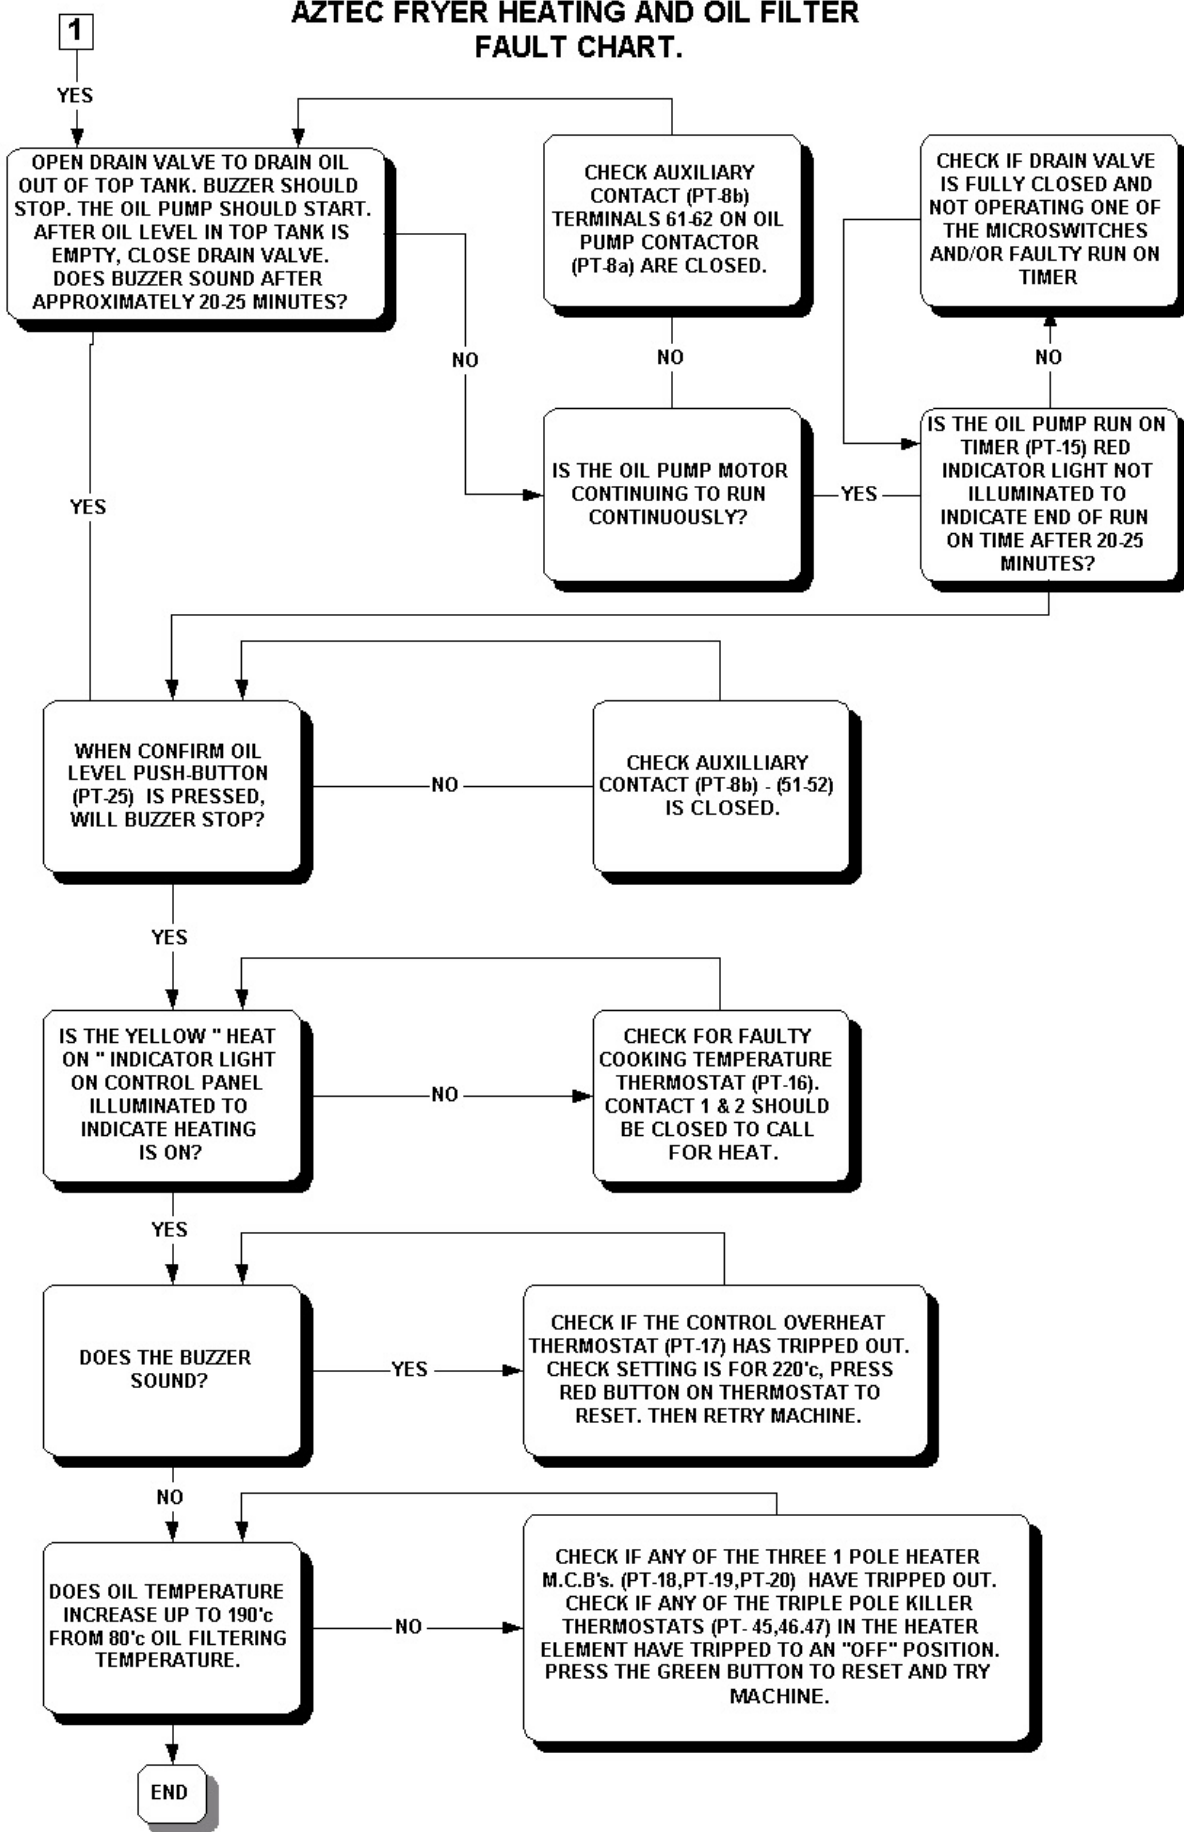 AZTEC FRYER HEATING AND OIL FILTER
FAULT CHART.
1
YES
OPEN DRAIN VALVE TO DRAIN OIL
OUT OF TOP TANK. BUZZER SHOULD
STOP. THE OIL PUMP SHOULD START.
AFTER OIL LEVEL IN TOP TANK IS
EMPTY, CLOSE DRAIN VALVE.
DOES BUZZER SOUND AFTER
APPROXIMATELY 20-25 MINUTES?
CHECK AUXILIARY
CONTACT (PT-8b)
TERMINALS 61-62 ON OIL
PUMP CONTACTOR
(PT-8a) ARE CLOSED.
CHECK IF DRAIN VALVE
IS FULLY CLOSED AND
NOT OPERATING ONE OF
THE MICROSWITCHES
AND/OR FAULTY RUN ON
TIMER
NO
NO
NO
YES
IS THE OIL PUMP MOTOR
CONTINUING TO RUN
CONTINUOUSLY?
YES
IS THE OIL PUMP RUN ON
TIMER (PT-15) RED
INDICATOR LIGHT NOT
ILLUMINATED TO
INDICATE END OF RUN
ON TIME AFTER 20-25
MINUTES?
WHEN CONFIRM OIL
LEVEL PUSH-BUTTON
(PT-25) IS PRESSED,
WILL BUZZER STOP?
NO
CHECK AUXILLIARY
CONTACT (PT-8b) - (51-52)
IS CLOSED.
YES
IS THE YELLOW " HEAT
ON " INDICATOR LIGHT
ON CONTROL PANEL
ILLUMINATED TO
INDICATE HEATING
IS ON?
NO
CHECK FOR FAULTY
COOKING TEMPERATURE
THERMOSTAT (PT-16).
CONTACT 1 & 2 SHOULD
BE CLOSED TO CALL
FOR HEAT.
YES
DOES THE BUZZER
SOUND?
YES
CHECK IF THE CONTROL OVERHEAT
THERMOSTAT (PT-17) HAS TRIPPED OUT.
CHECK SETTING IS FOR 220'c, PRESS
RED BUTTON ON THERMOSTAT TO
RESET. THEN RETRY MACHINE.
NO
DOES OIL TEMPERATURE
INCREASE UP TO 190'c
FROM 80'c OIL FILTERING
TEMPERATURE.
NO
CHECK IF ANY OF THE THREE 1 POLE HEATER
M.C.B's. (PT-18,PT-19,PT-20) HAVE TRIPPED OUT.
CHECK IF ANY OF THE TRIPLE POLE KILLER
THERMOSTATS (PT- 45,46.47) IN THE HEATER
ELEMENT HAVE TRIPPED TO AN "OFF" POSITION.
PRESS THE GREEN BUTTON TO RESET AND TRY
MACHINE.
END